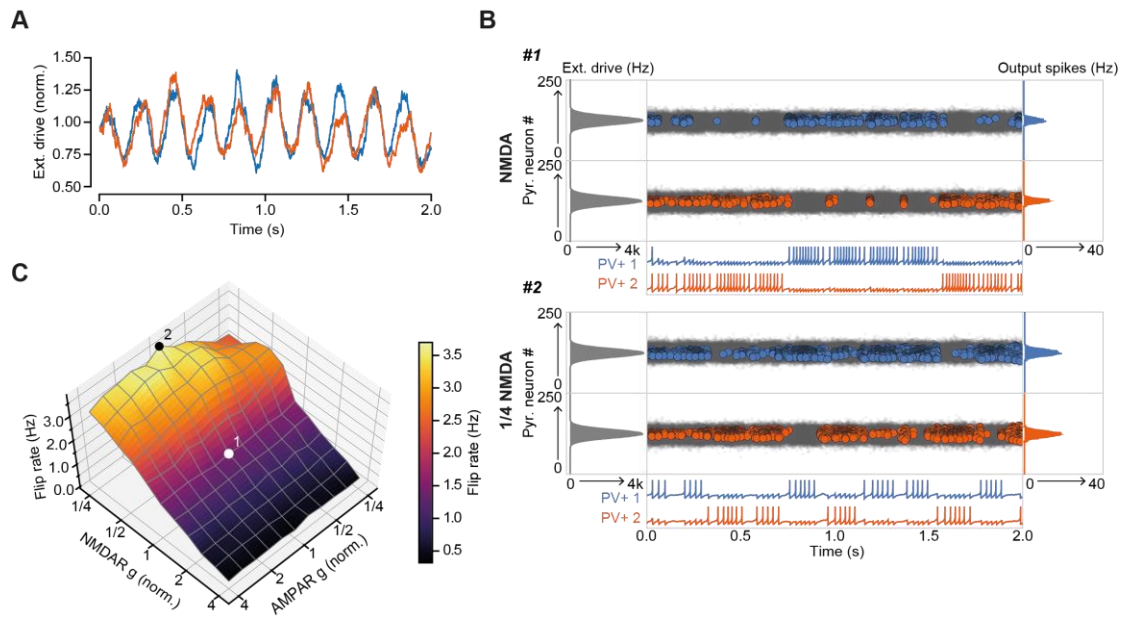 A
Ext. drive (norm.)
1.50
1.25
1.00
0.75
0.50
0.0 0.5 1.0 1.5 2.0
Time (s)
B
#1
Ext. drive (Hz)
Output spikes (Hz)
NMDA
Pyr. neuron #
250
0
250
0
0 4k
0 40
PV+ 1
PV+ 2
#2
1/4 NMDA
Pyr. neuron #
250
0
250
0
0 4k
0 40
PV+ 1
PV+ 2
0.0 0.5 1.0 1.5 2.0
Time (s)
C
2
1
Flip rate (Hz)
3.0
2.0
1.0
0.0
1/4
1/2
1
2
4
NMDAR g (norm.)
4
2
1
1/2
1/4
AMPAR g (norm.)
Flip rate (Hz)
3.5
3.0
2.5
2.0
1.5
1.0
0.5